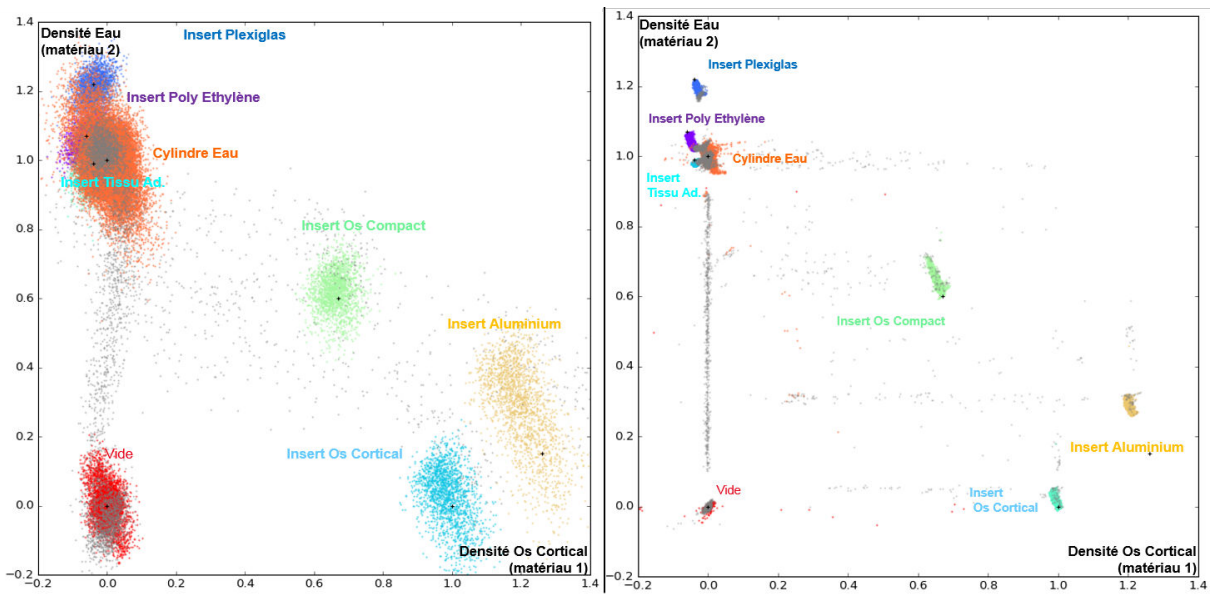 1.4
1.2
1.0
0.8
0.6
0.4
0.2
0.0
−0.2
Densité Eau
(matériau 2)
Insert Plexiglas
Insert Poly Ethylène
Cylindre Eau
Insert Tissu Ad.
Insert Os Compact
Insert Aluminium
Vide
Insert Os Cortical
Densité Os Cortical
(matériau 1)
−0.2 0.0 0.2 0.4 0.6 0.8 1.0 1.2 1.4
1.4
1.2
1.0
0.8
0.6
0.4
0.2
0.0
−0.2
Densité Eau
(matériau 2)
Insert Plexiglas
Insert Poly Ethylène
Cylindre Eau
Insert
Tissu Ad.
Insert Os Compact
Insert Aluminium
Vide
Insert
Os Cortical
Densité Os Cortical
(matériau 1)
−0.2 0.0 0.2 0.4 0.6 0.8 1.0 1.2 1.4